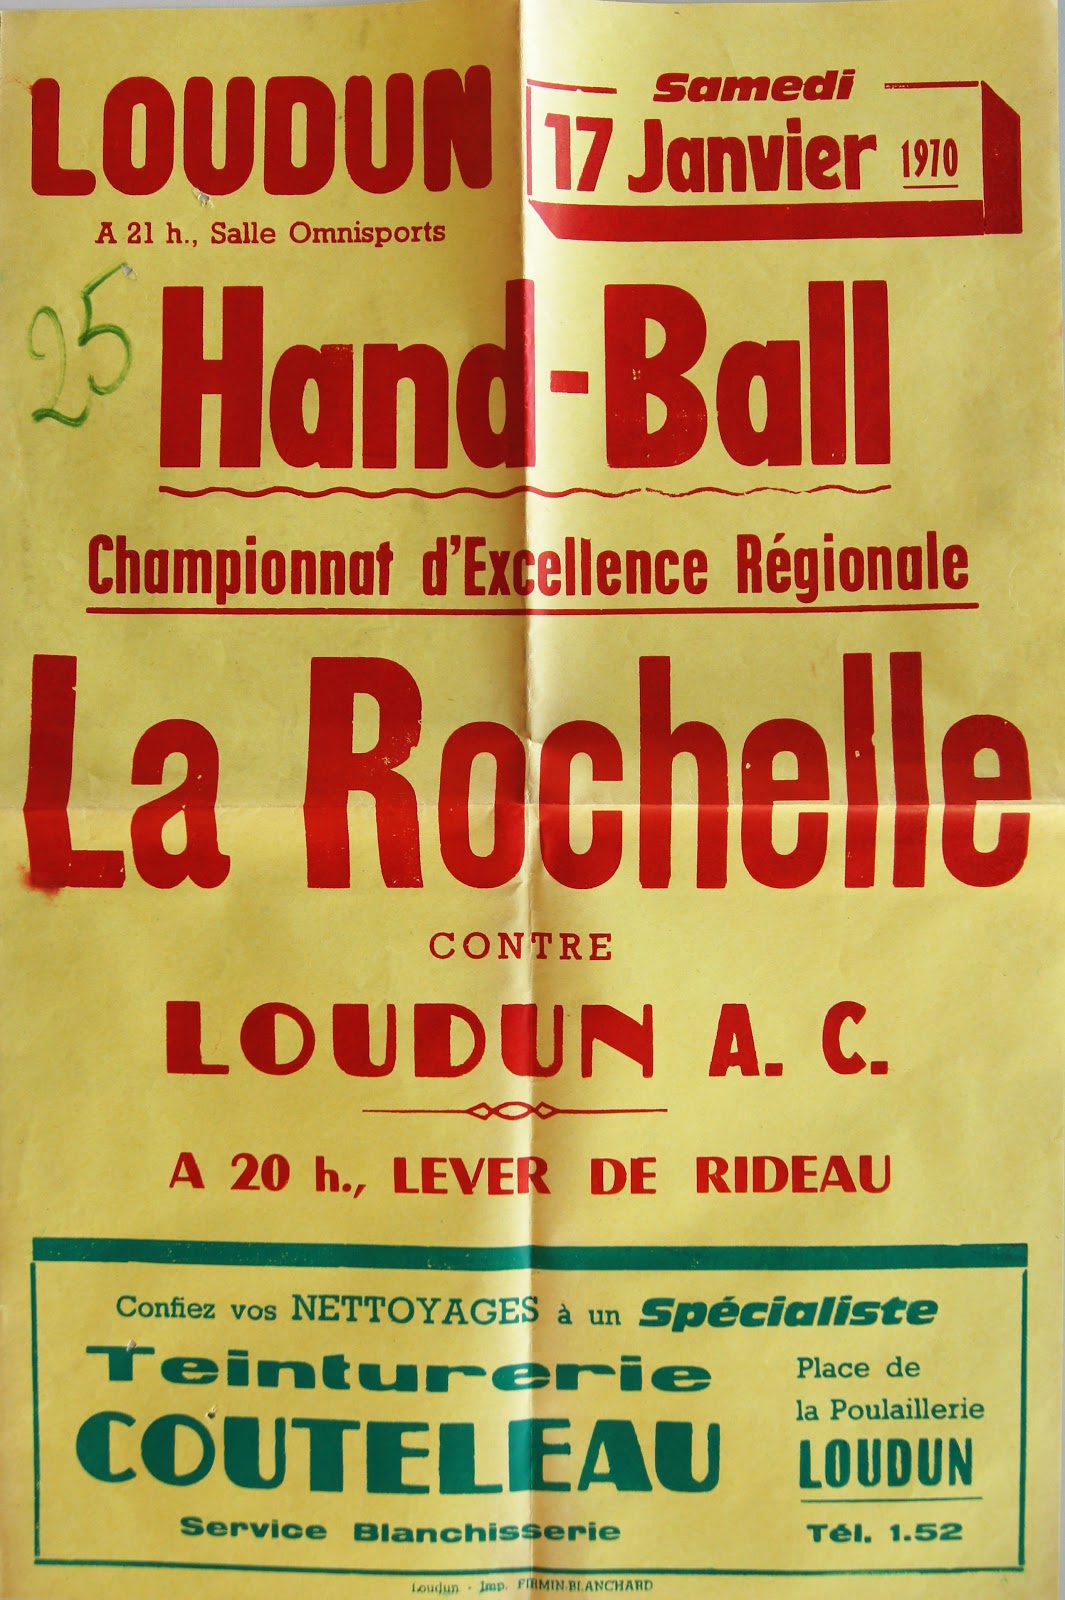 LOUDUN
A 21 h., Salle Omnisports
Samedi
17 Janvier 1970
25
Hand-Ball
Championnat d'Excellence Régionale
La Rochelle
CONTRE
LOUDUN A. C.
A 20 h., LEVER DE RIDEAU
Confiez vos NETTOYAGES à un Spécialiste
Teinturerie
COUTELEAU
Service Blanchisserie
Place de
la Poulaillerie
LOUDUN
Tél. 1.52
Loudun - Imp. FIRMIN-BLANCHARD